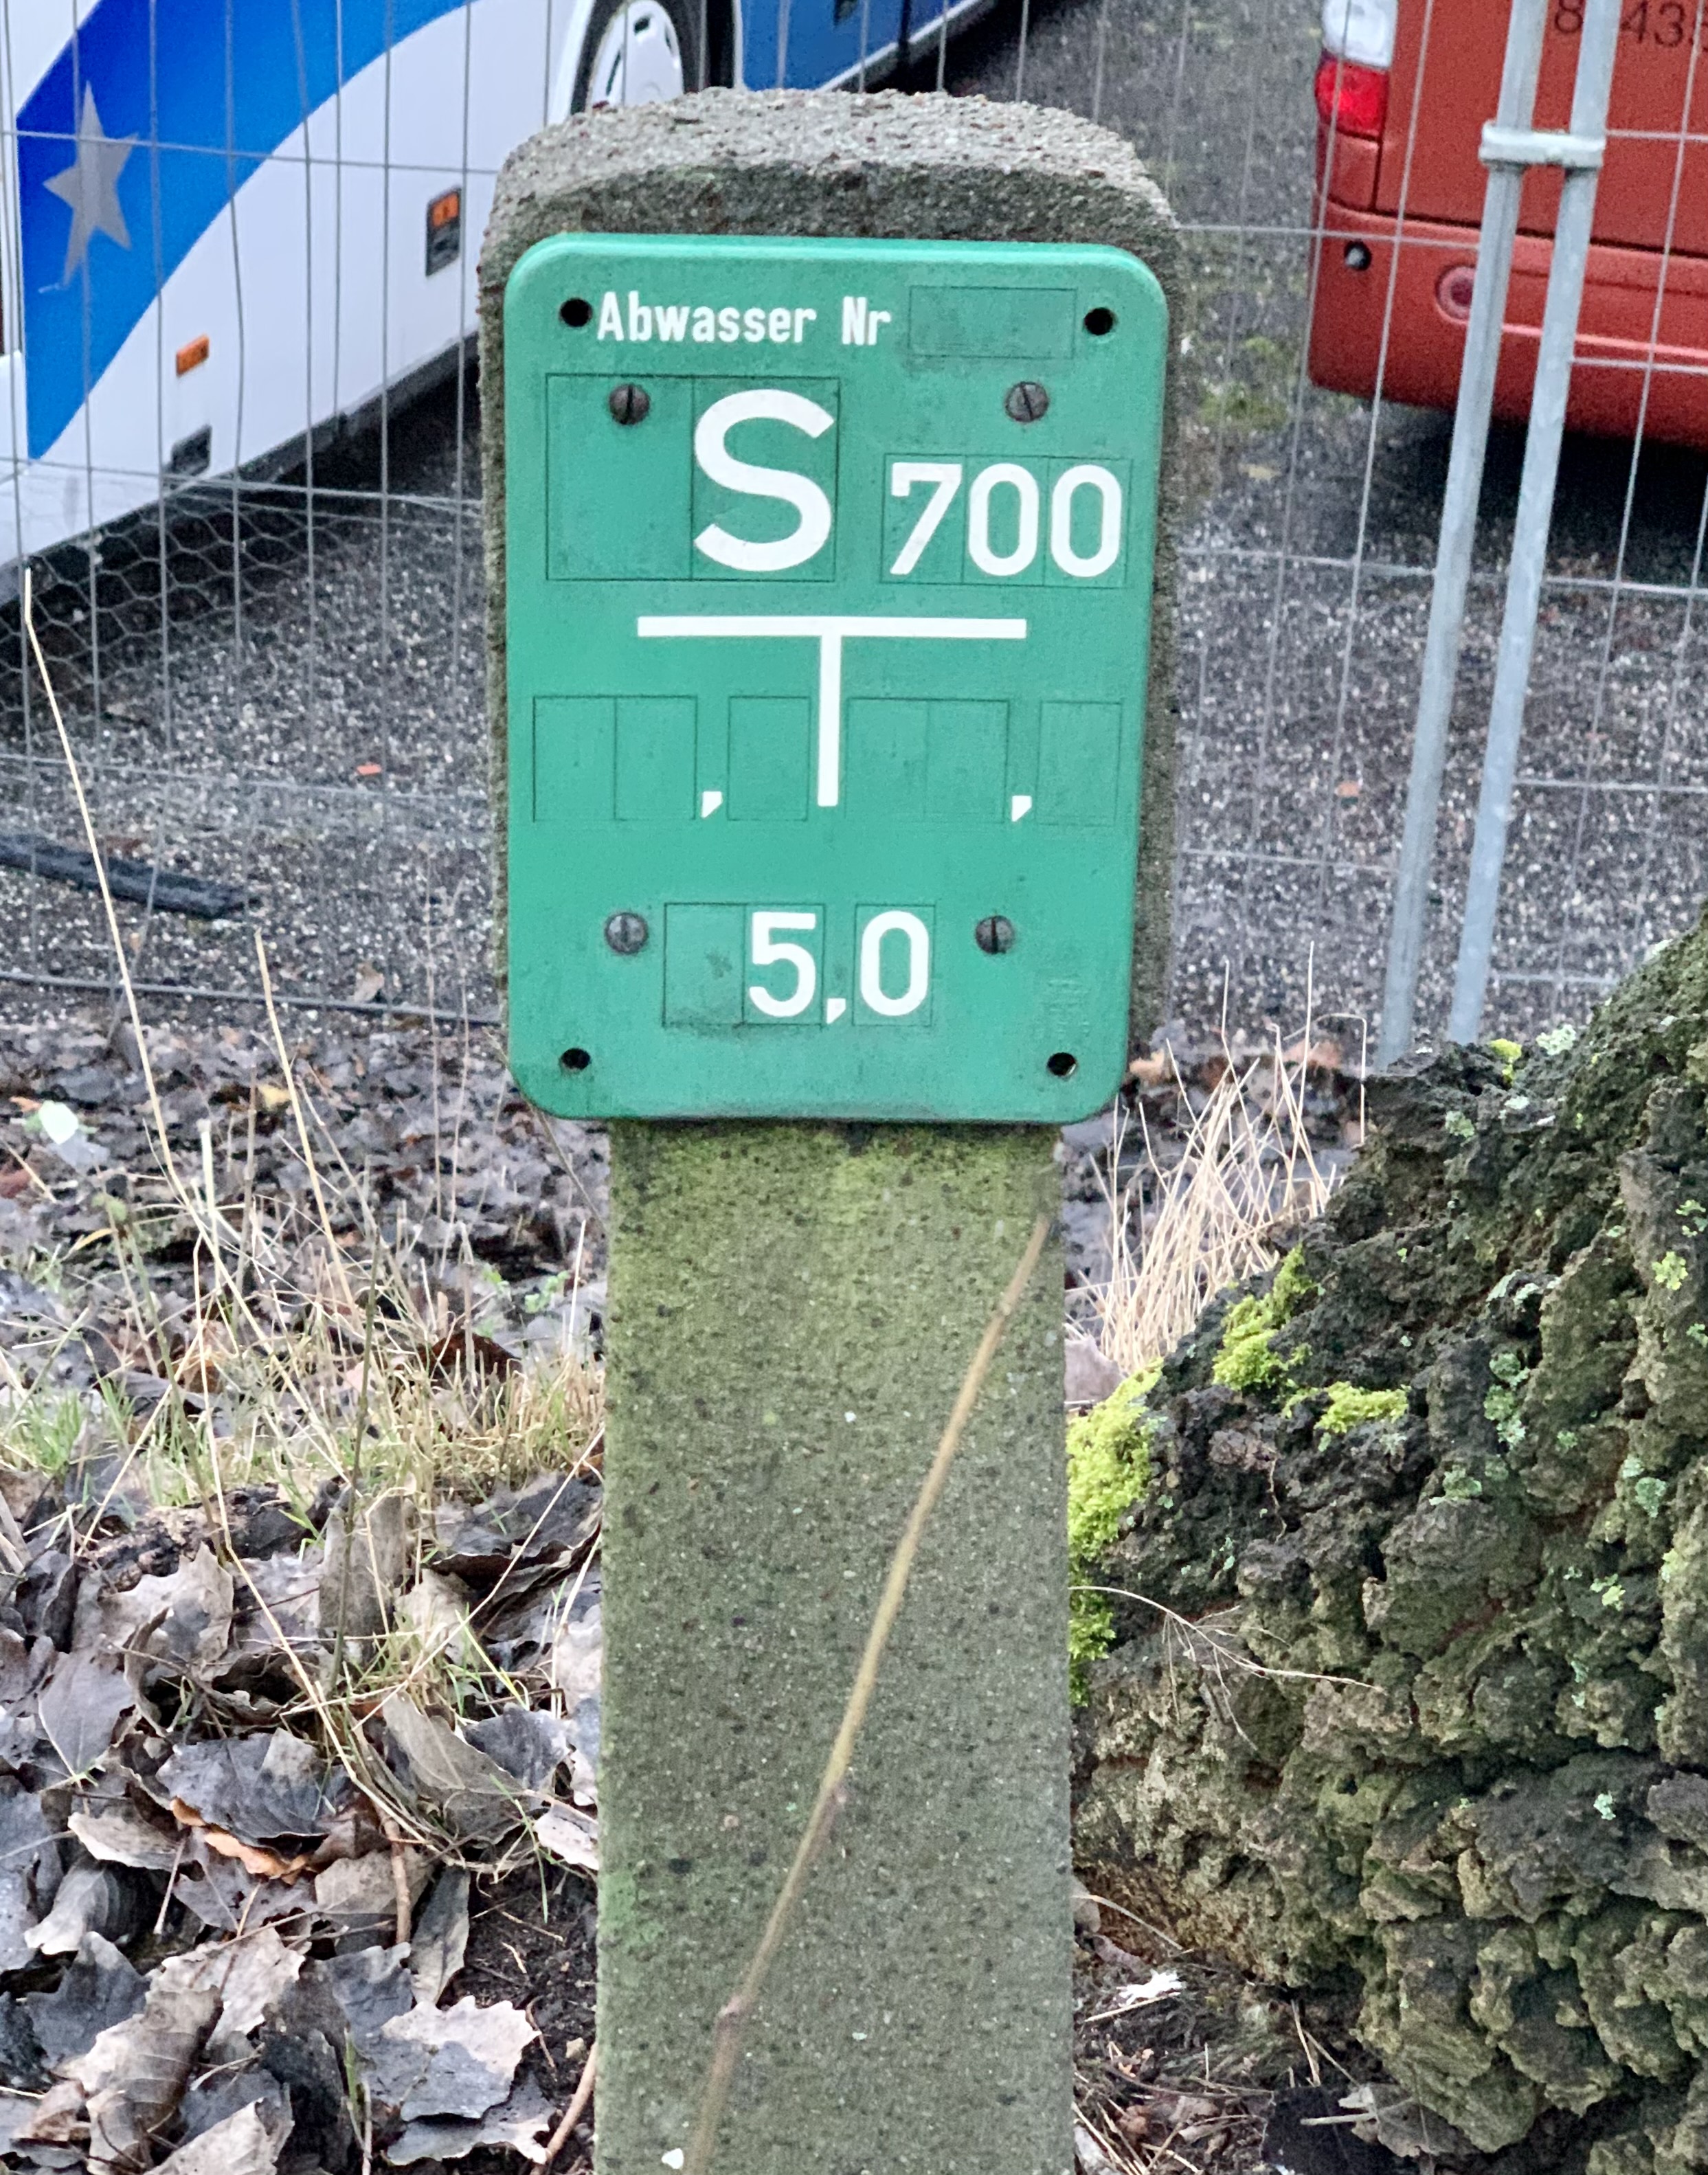 Abwasser Nr
S 700
, ,
5,0